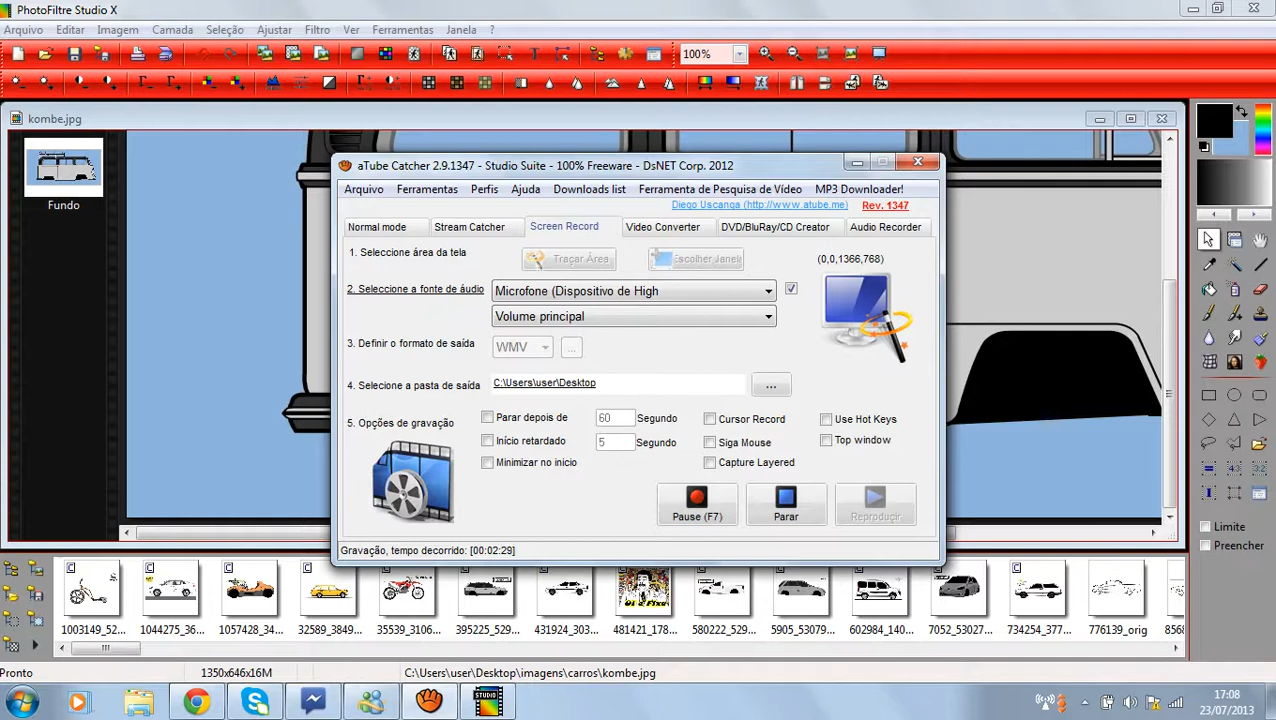 PhotoFiltre Studio X
Arquivo Editar Imagem Camada Seleção Ajustar Filtro Ver Ferramentas Janela ?
100%
kombe.jpg
Fundo
aTube Catcher 2.9.1347 - Studio Suite - 100% Freeware - DsNET Corp. 2012
Arquivo Ferramentas Perfis Ajuda Downloads list Ferramenta de Pesquisa de Vídeo MP3 Downloader!
Diego Uscanga (http://www.atube.me) Rev. 1347
Normal mode Stream Catcher Screen Record Video Converter DVD/BluRay/CD Creator Audio Recorder
1. Seleccione área da tela Traçar Área Escolher Janela (0,0,1366,768)
2. Seleccione a fonte de áudio Microfone (Dispositivo de High
Volume principal
3. Definir o formato de saída WMV ...
4. Selecione a pasta de saída C:\Users\user\Desktop ...
5. Opções de gravação Parar depois de 60 Segundo Cursor Record Use Hot Keys
Início retardado 5 Segundo Siga Mouse Top window
Minimizar no inicio Capture Layered
Pause (F7) Parar Reproduçir
Gravação, tempo decorrido: [00:02:29]
Limite
Preencher
1003149_52... 1044275_36... 1057428_34... 32589_3849... 35539_3106... 395225_529... 431924_303... 481421_178... 580222_529... 5905_53079... 602984_140... 7052_53027... 734254_377... 776139_orig
Pronto 1350x646x16M C:\Users\user\Desktop\imagens\carros\kombe.jpg
STUDIO
17:08
23/07/2013